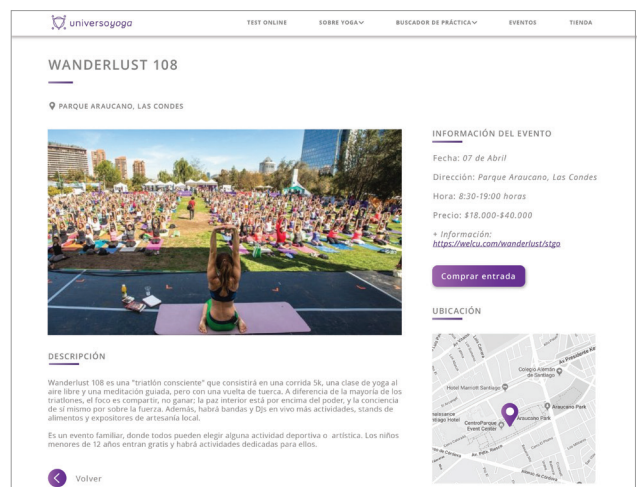 universoyoga
TEST ONLINE
SOBRE YOGA
BUSCADOR DE PRÁCTICA
EVENTOS
TIENDA
WANDERLUST 108
PARQUE ARAUCANO, LAS CONDES
INFORMACIÓN DEL EVENTO
Fecha: 07 de Abril
Dirección: Parque Araucano, Las Condes
Hora: 8:30-19:00 horas
Precio: $18.000-$40.000
+ Información:
https://welcu.com/wanderlust/stgo
Comprar entrada
UBICACIÓN
Colegio Alemán
de Santiago
Av Presidente Ke
Hotel Marriott Santiago
Araucano Park
Araucano Park
CentroParque
Event Center
Santiago Hotel
DESCRIPCIÓN
Wanderlust 108 es una "triatlón consciente" que consistirá en una corrida 5k, una clase de yoga al
aire libre y una meditación guiada, pero con una vuelta de tuerca. A diferencia de la mayoría de los
triatlones, el foco es compartir, no ganar; la paz interior está por encima del poder, y la conciencia
de sí mismo por sobre la fuerza. Además, habrá bandas y DJs en vivo más actividades, stands de
alimentos y expositores de artesanía local.
Es un evento familiar, donde todos pueden elegir alguna actividad deportiva o artística. Los niños
menores de 12 años entran gratis y habrá actividades dedicadas para ellos.
Volver